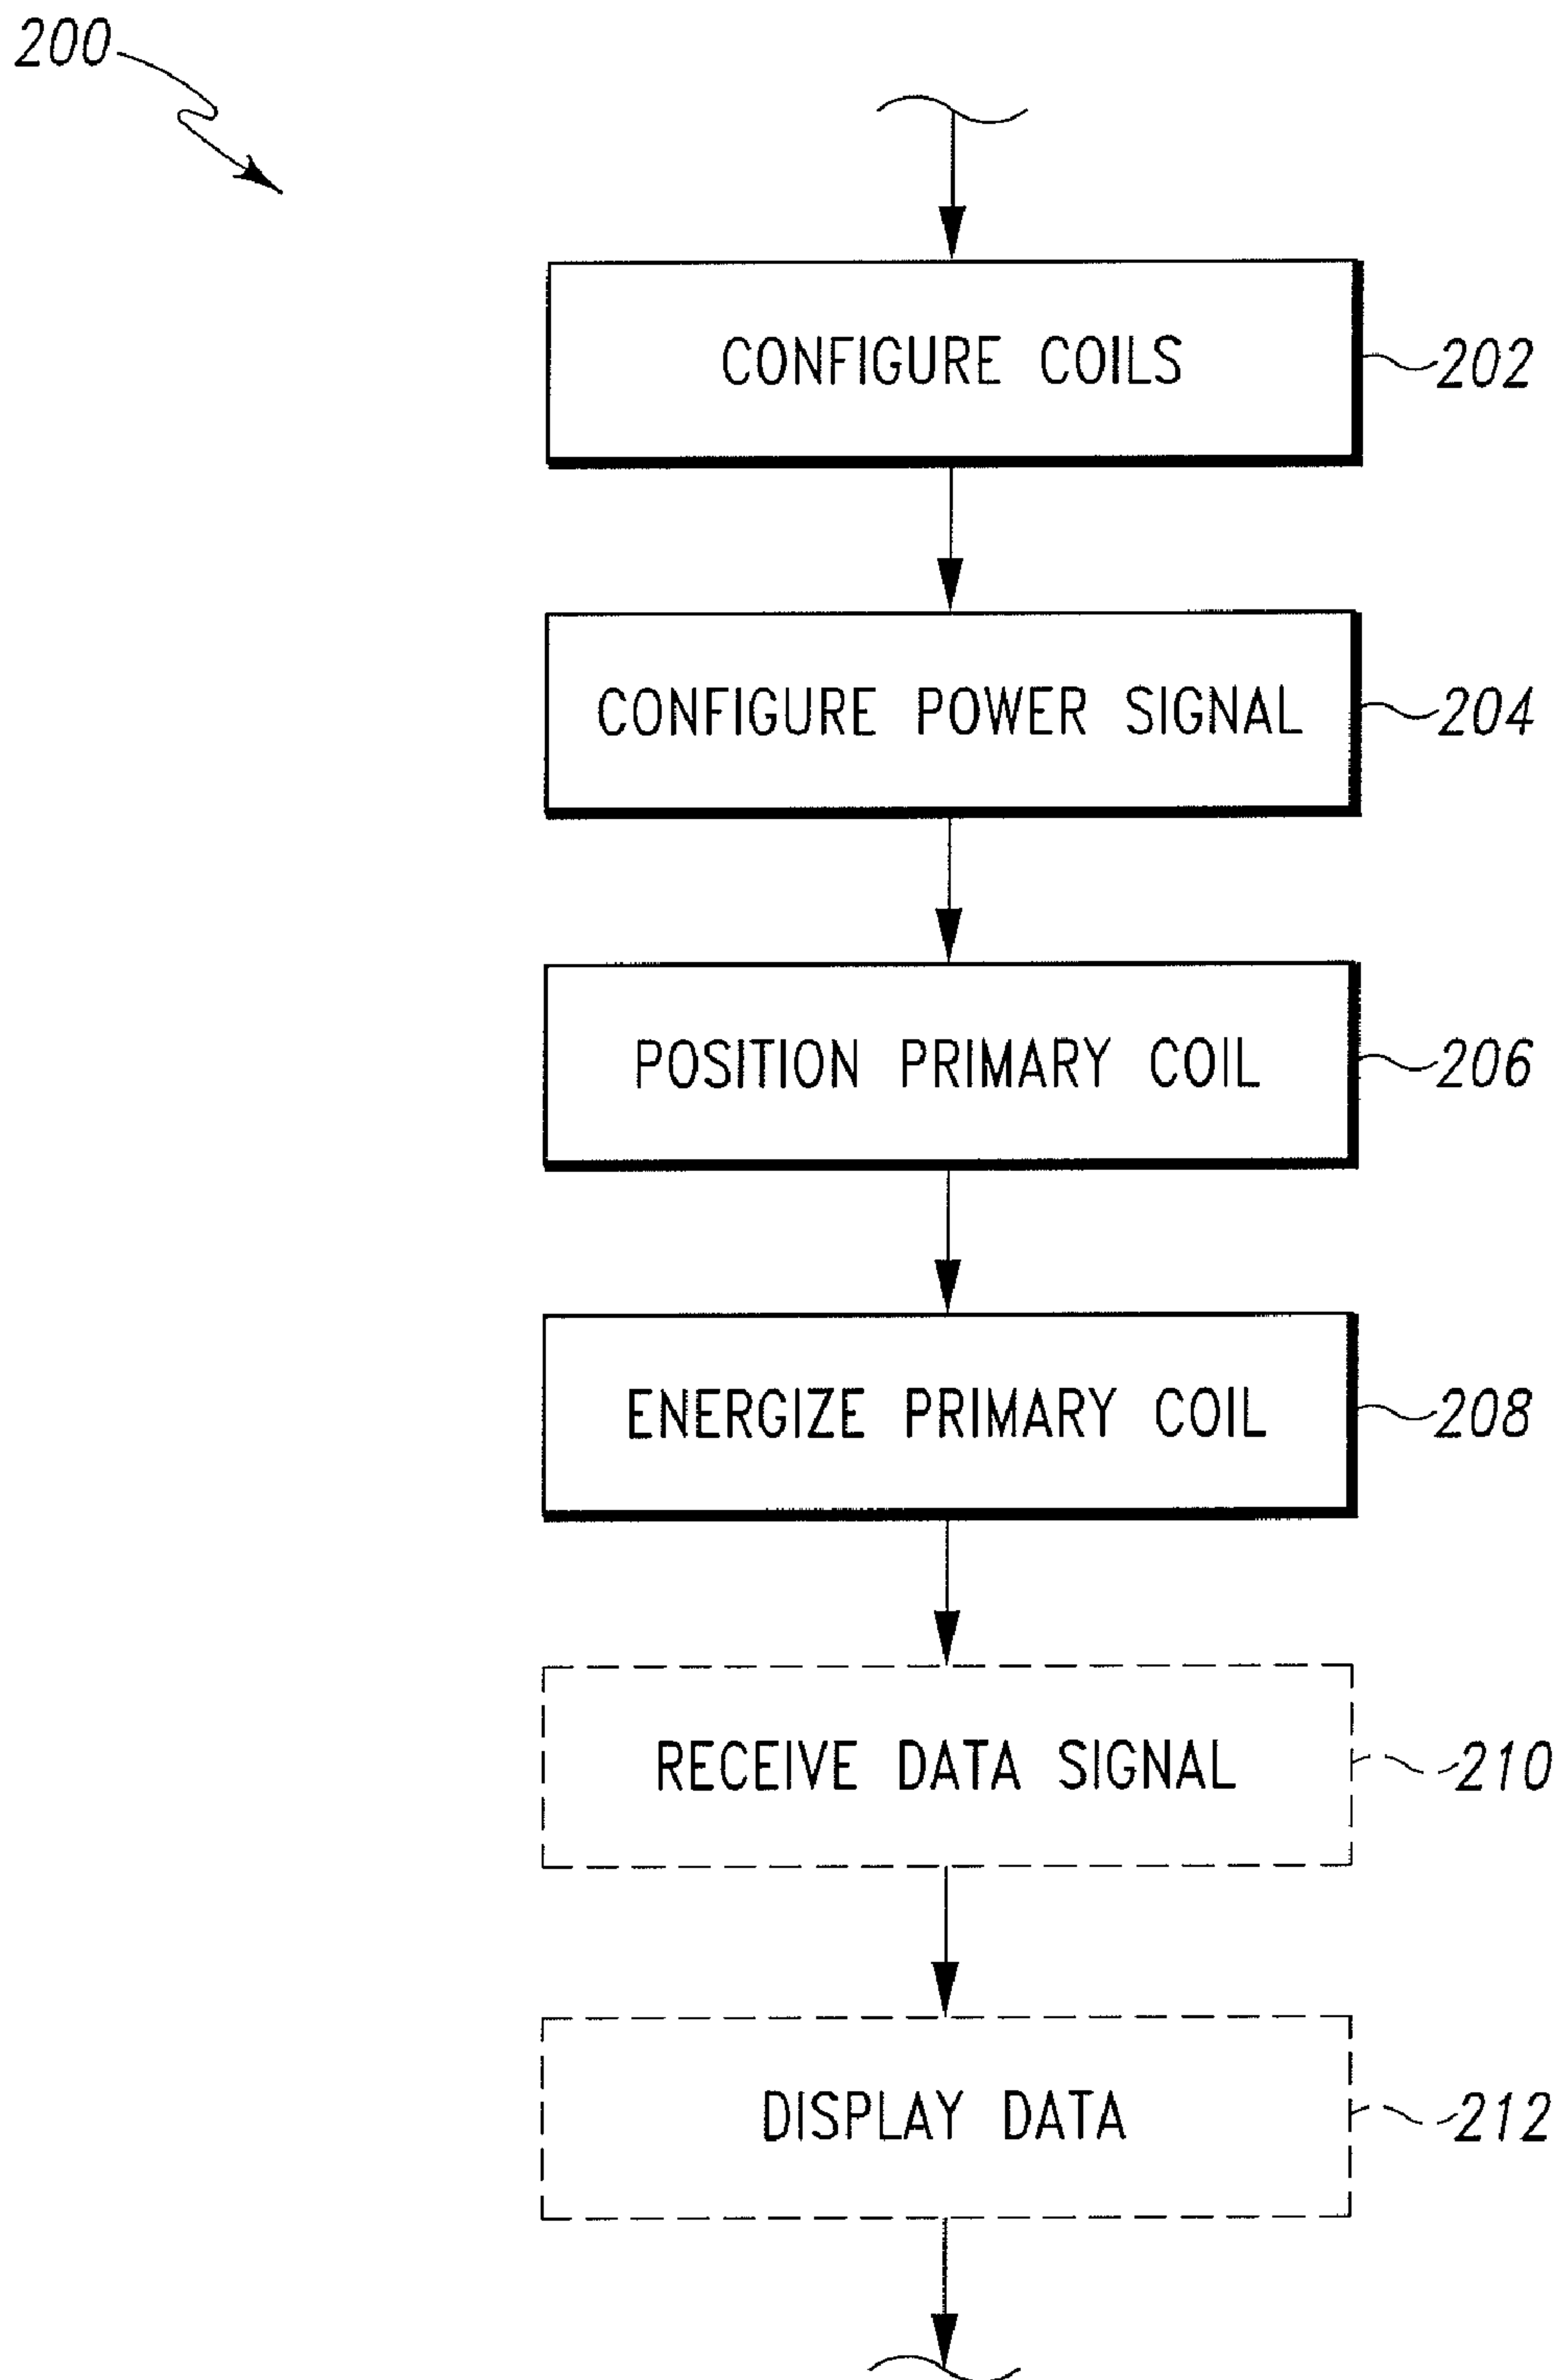 200
CONFIGURE COILS 202
CONFIGURE POWER SIGNAL 204
POSITION PRIMARY COIL 206
ENERGIZE PRIMARY COIL 208
RECEIVE DATA SIGNAL 210
DISPLAY DATA 212